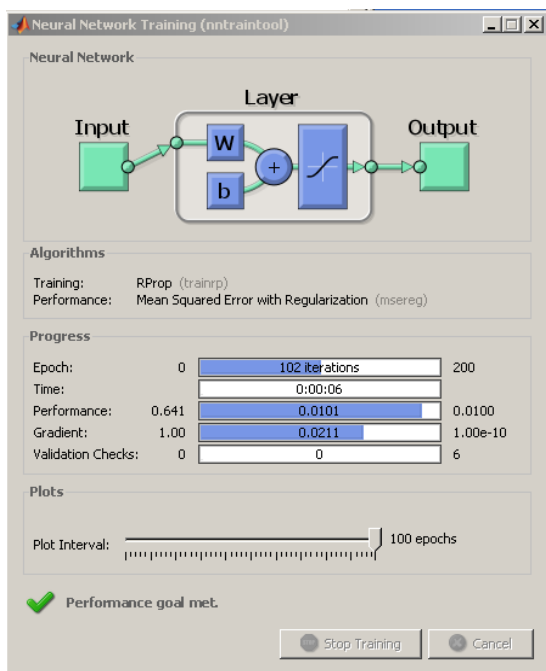 Neural Network Training (nntraintool)
Neural Network
Layer
Input
Output
W
b
+
Algorithms
Training: RProp (trainrp)
Performance: Mean Squared Error with Regularization (msereg)
Progress
Epoch: 0 102 iterations 200
Time: 0:00:06
Performance: 0.641 0.0101 0.0100
Gradient: 1.00 0.0211 1.00e-10
Validation Checks: 0 0 6
Plots
Plot Interval: 100 epochs
Performance goal met.
Stop Training Cancel